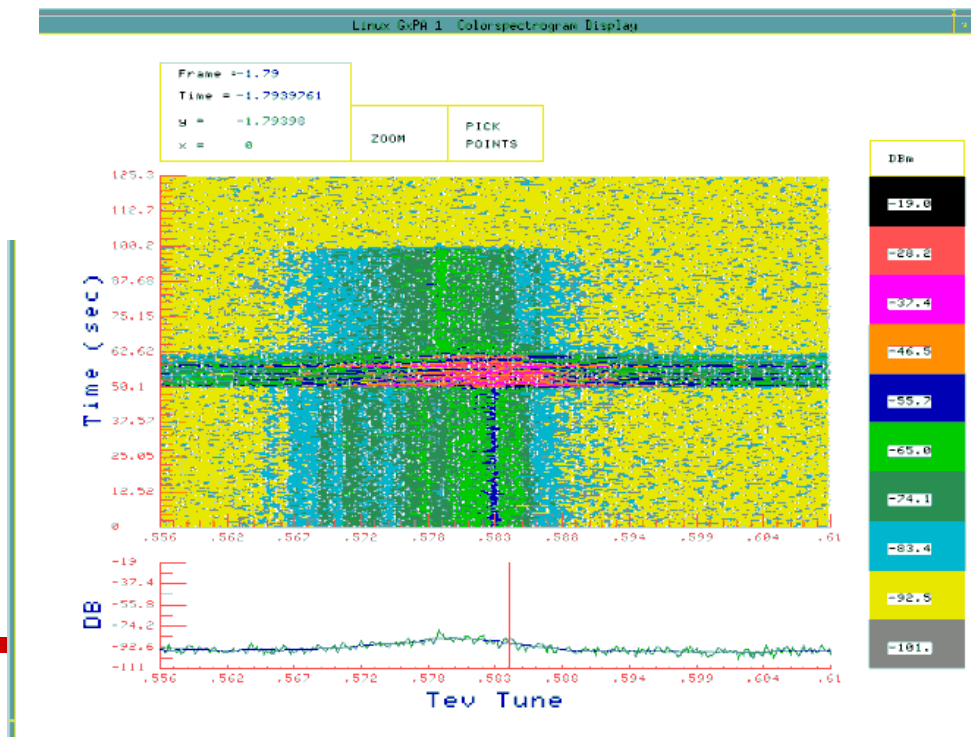 Linux GxPA 1 Colorspectrogram Display
Frame =-1.79
Time = -1.7939761
y = -1.79398
x = 0
ZOOM
PICK
POINTS
DBm
-19.0
-28.2
-37.4
-46.5
-55.7
-65.0
-74.1
-83.4
-92.5
-101.
Time (sec)
125.3
112.7
100.2
87.68
75.15
62.62
50.1
37.57
25.05
12.52
0
.556 .562 .567 .572 .578 .583 .588 .594 .599 .604 .61
DB
-19
-37.4
-55.8
-74.2
-92.6
-111
.556 .562 .567 .572 .578 .583 .588 .594 .599 .604 .61
Tev Tune